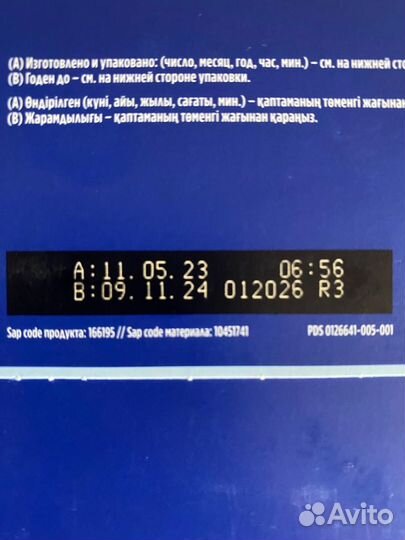 (A) Изготовлено и упаковано: (число, месяц, год, час, мин.) – см. на нижней сто
(B) Годен до – см. на нижней стороне упаковки.
(A) Өндірілген (күні, айы, жылы, сағаты, мин.) – қаптаманың төменгі жағынан
(B) Жарамдылығы – қаптаманың төменгі жағынан қараңыз.
A:11. 05. 23 06:56
B:09. 11. 24 012026 R3
Sap code продукта: 166195 // Sap code материала: 10451741 PDS 0126641-005-001
Avito